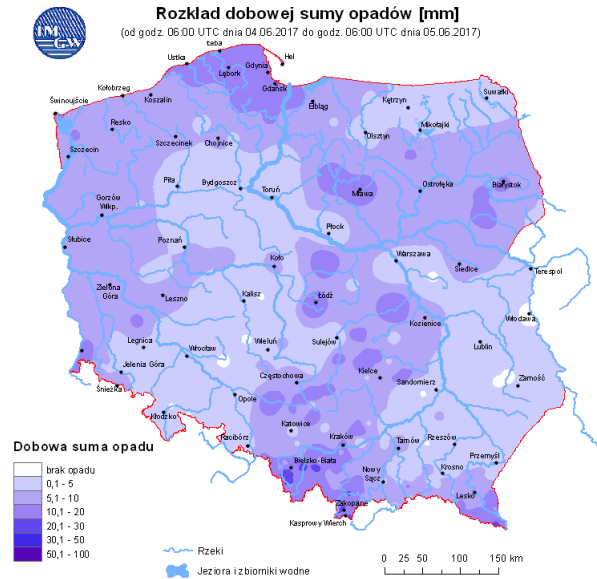 Rozkład dobowej sumy opadów [mm]
(od godz. 06:00 UTC dnia 04.06.2017 do godz. 06:00 UTC dnia 05.06.2017)
IM
GW
Łeba
Ustka
Hel
Gdynia
Lębork
Gdańsk
Kołobrzeg
Koszalin
Elbląg
Kętrzyn
Suwałki
Świnoujście
Resko
Mikołajki
Olsztyn
Szczecinek
Chojnice
Szczecin
Piła
Bydgoszcz
Toruń
Mława
Ostrołęka
Białystok
Gorzów
Wlkp.
Płock
Słubice
Poznań
Koło
Warszawa
Siedlce
Terespol
Zielona
Góra
Leszno
Kalisz
Łódź
Kozienice
Włodawa
Legnica
Wrocław
Wieluń
Sulejów
Lublin
Jelenia Góra
Kielce
Śnieżka
Częstochowa
Sandomierz
Zamość
Opole
Kłodzko
Katowice
Racibórz
Kraków
Tarnów
Rzeszów
Bielsko-Biała
Przemyśl
Nowy
Sącz
Krosno
Lesko
Zakopane
Kasprowy Wierch
Dobowa suma opadu
brak opadu
0,1 - 5
5,1 - 10
10,1 - 20
20,1 - 30
30,1 - 50
50,1 - 100
Rzeki
Jeziora i zbiorniki wodne
0 25 50 100 150 km